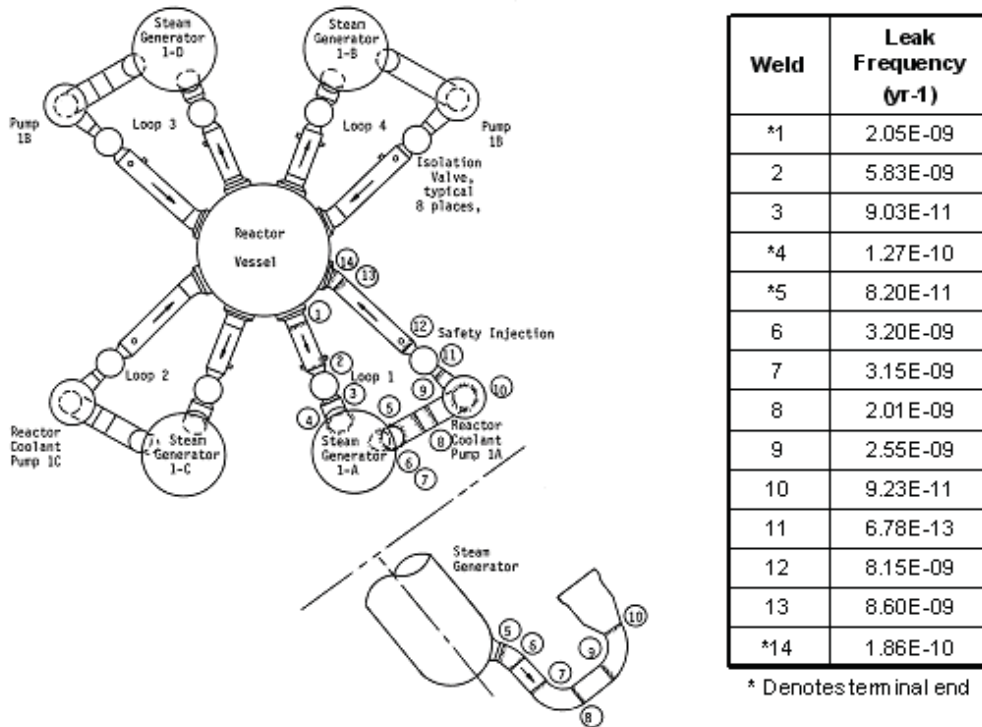 Steam
Generator
1-D
Steam
Generator
1-B
Pump
1B
Loop 3
Loop 4
Pump
1B
Isolation
Valve,
typical
8 places,
Reactor
Vessel
14
13
1
12
Safety Injection
11
2
Loop 2
Loop 1
3
9
10
4
5
Reactor
Coolant
Pump 1C
Steam
Generator
1-C
Steam
Generator
1-A
8
Reactor
Coolant
Pump 1A
6
7
Steam
Generator
5
6
7
9
10
8
Weld Leak Frequency (yr-1)
*1 2.05E-09
2 5.83E-09
3 9.03E-11
*4 1.27E-10
*5 8.20E-11
6 3.20E-09
7 3.15E-09
8 2.01E-09
9 2.55E-09
10 9.23E-11
11 6.78E-13
12 8.15E-09
13 8.60E-09
*14 1.86E-10
* Denotes terminal end